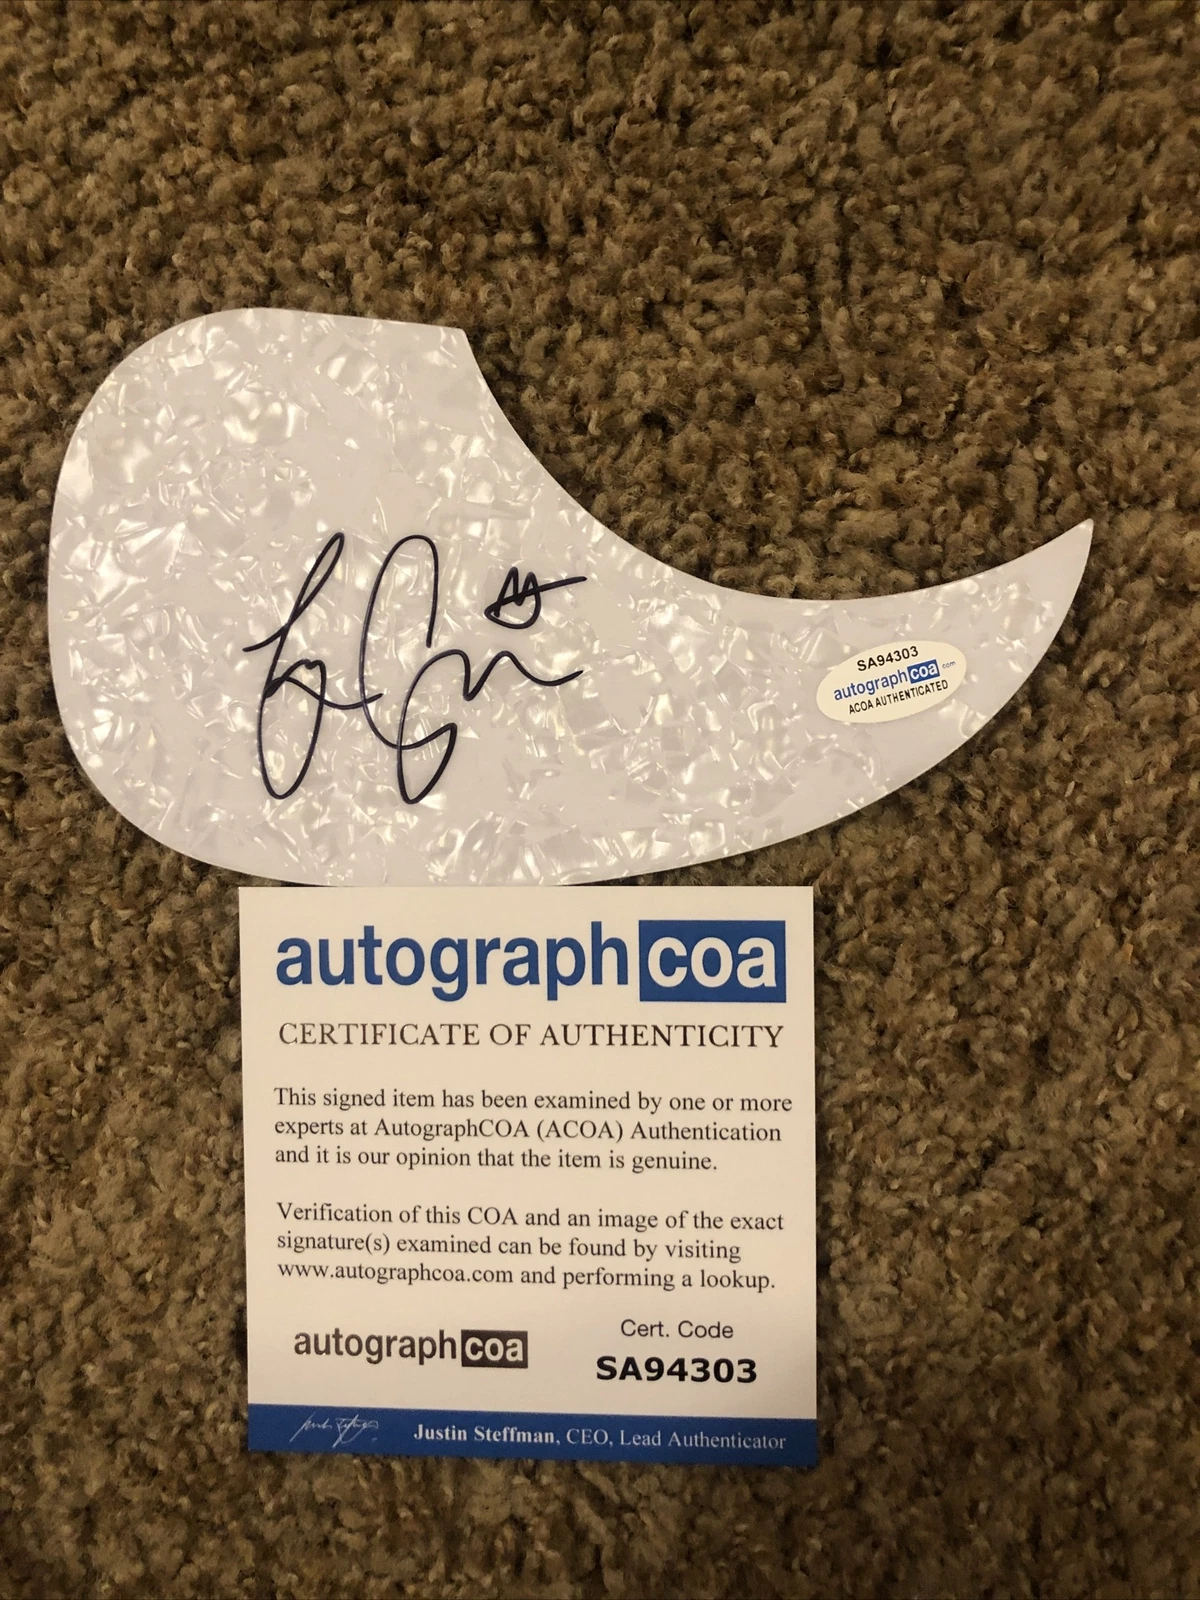 SA94303
autographcoa.com
ACOA AUTHENTICATED
autographcoa
CERTIFICATE OF AUTHENTICITY
This signed item has been examined by one or more
experts at AutographCOA (ACOA) Authentication
and it is our opinion that the item is genuine.
Verification of this COA and an image of the exact
signature(s) examined can be found by visiting
www.autographcoa.com and performing a lookup.
autographcoa
Cert. Code
SA94303
Justin Steffman, CEO, Lead Authenticator